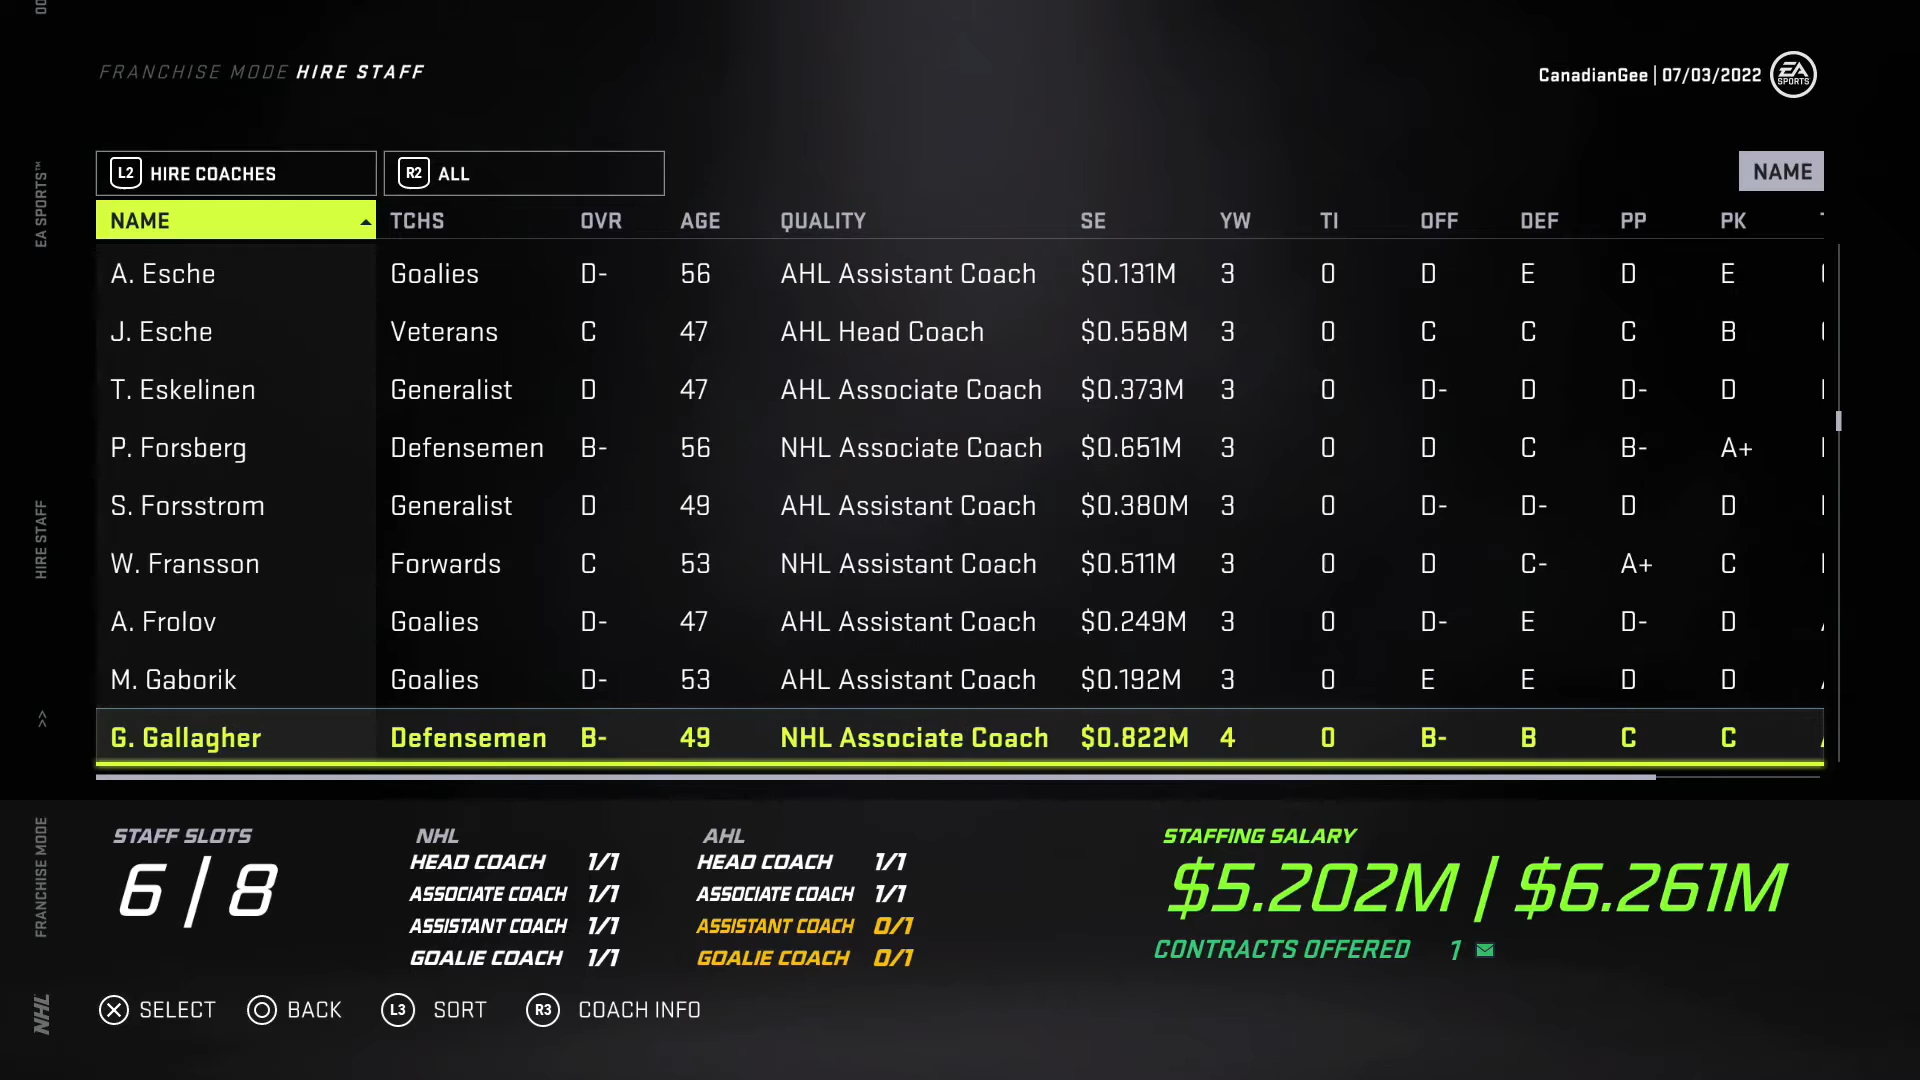 FRANCHISE MODE HIRE STAFF
CanadianGee | 07/03/2022
EA SPORTS
L2 HIRE COACHES
R2 ALL
NAME
NAME TCHS OVR AGE QUALITY SE YW TI OFF DEF PP PK
A. Esche Goalies D- 56 AHL Assistant Coach $0.131M 3 0 D E D E
J. Esche Veterans C 47 AHL Head Coach $0.558M 3 0 C C C B
T. Eskelinen Generalist D 47 AHL Associate Coach $0.373M 3 0 D- D D- D
P. Forsberg Defensemen B- 56 NHL Associate Coach $0.651M 3 0 D C B- A+
S. Forsstrom Generalist D 49 AHL Assistant Coach $0.380M 3 0 D- D- D D
W. Fransson Forwards C 53 NHL Assistant Coach $0.511M 3 0 D C- A+ C
A. Frolov Goalies D- 47 AHL Assistant Coach $0.249M 3 0 D- E D- D
M. Gaborik Goalies D- 53 AHL Assistant Coach $0.192M 3 0 E E D D
G. Gallagher Defensemen B- 49 NHL Associate Coach $0.822M 4 0 B- B C C
STAFF SLOTS
6 / 8
NHL
HEAD COACH 1/1
ASSOCIATE COACH 1/1
ASSISTANT COACH 1/1
GOALIE COACH 1/1
AHL
HEAD COACH 1/1
ASSOCIATE COACH 1/1
ASSISTANT COACH 0/1
GOALIE COACH 0/1
STAFFING SALARY
$5.202M / $6.261M
CONTRACTS OFFERED 1
SELECT
BACK
L3 SORT
R3 COACH INFO
EA SPORTS™
HIRE STAFF
>>
FRANCHISE MODE
NHL